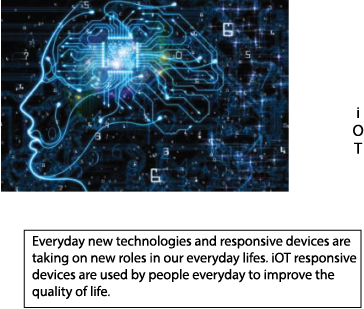 i
O
T
Everyday new technologies and responsive devices are
taking on new roles in our everyday lifes. iOT responsive
devices are used by people everyday to improve the
quality of life.